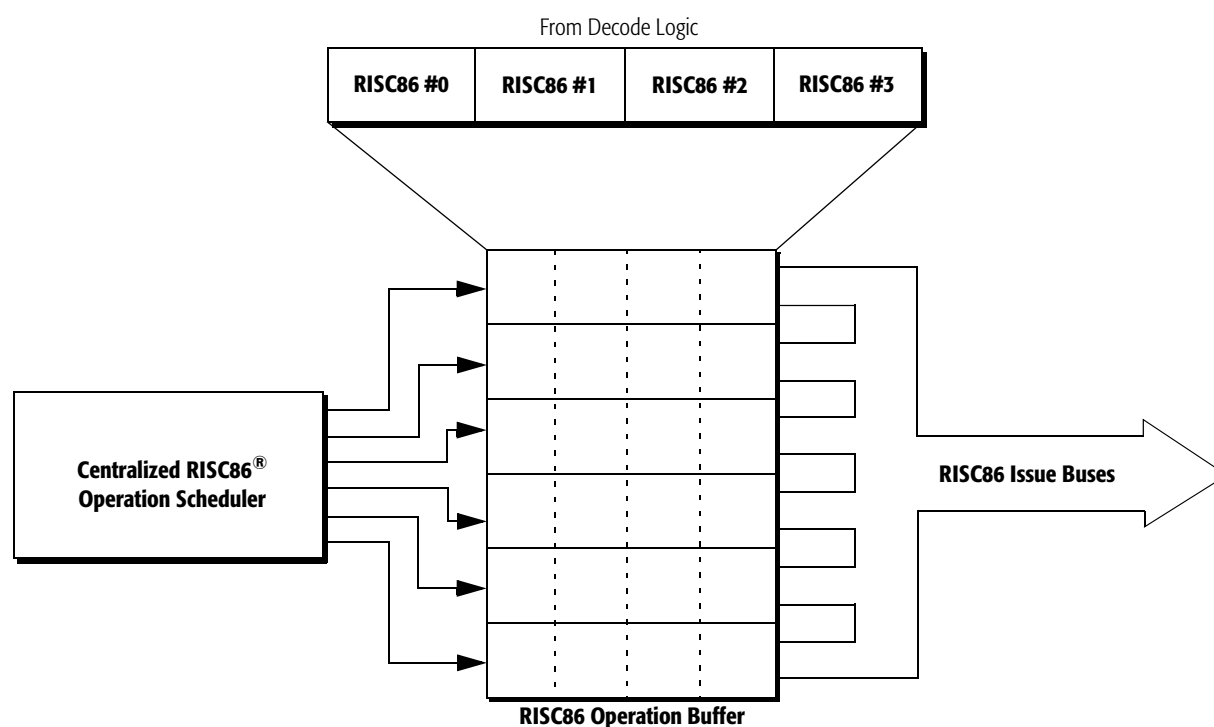 From Decode Logic
RISC86 #0
RISC86 #1
RISC86 #2
RISC86 #3
Centralized RISC86®
Operation Scheduler
RISC86 Issue Buses
RISC86 Operation Buffer